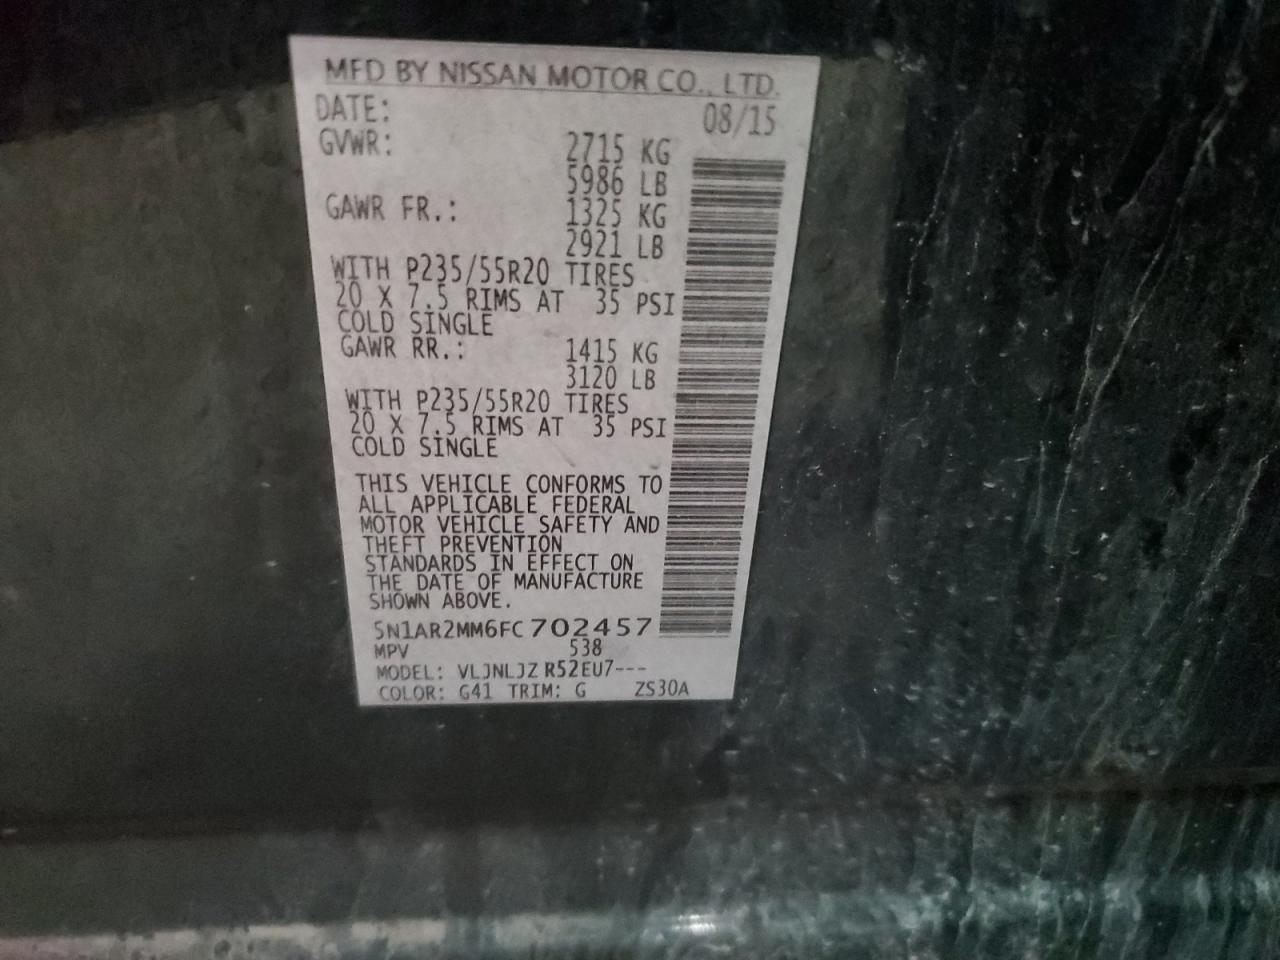 MFD BY NISSAN MOTOR CO., LTD.
DATE: 08/15
GVWR: 2715 KG
5986 LB
GAWR FR.: 1325 KG
2921 LB
WITH P235/55R20 TIRES
20 X 7.5 RIMS AT 35 PSI
COLD SINGLE
GAWR RR.: 1415 KG
3120 LB
WITH P235/55R20 TIRES
20 X 7.5 RIMS AT 35 PSI
COLD SINGLE
THIS VEHICLE CONFORMS TO
ALL APPLICABLE FEDERAL
MOTOR VEHICLE SAFETY AND
THEFT PREVENTION
STANDARDS IN EFFECT ON
THE DATE OF MANUFACTURE
SHOWN ABOVE.
5N1AR2MM6FC702457
MPV 538
MODEL: VLJNLJZ R52EU7---
COLOR: G41 TRIM: G ZS30A